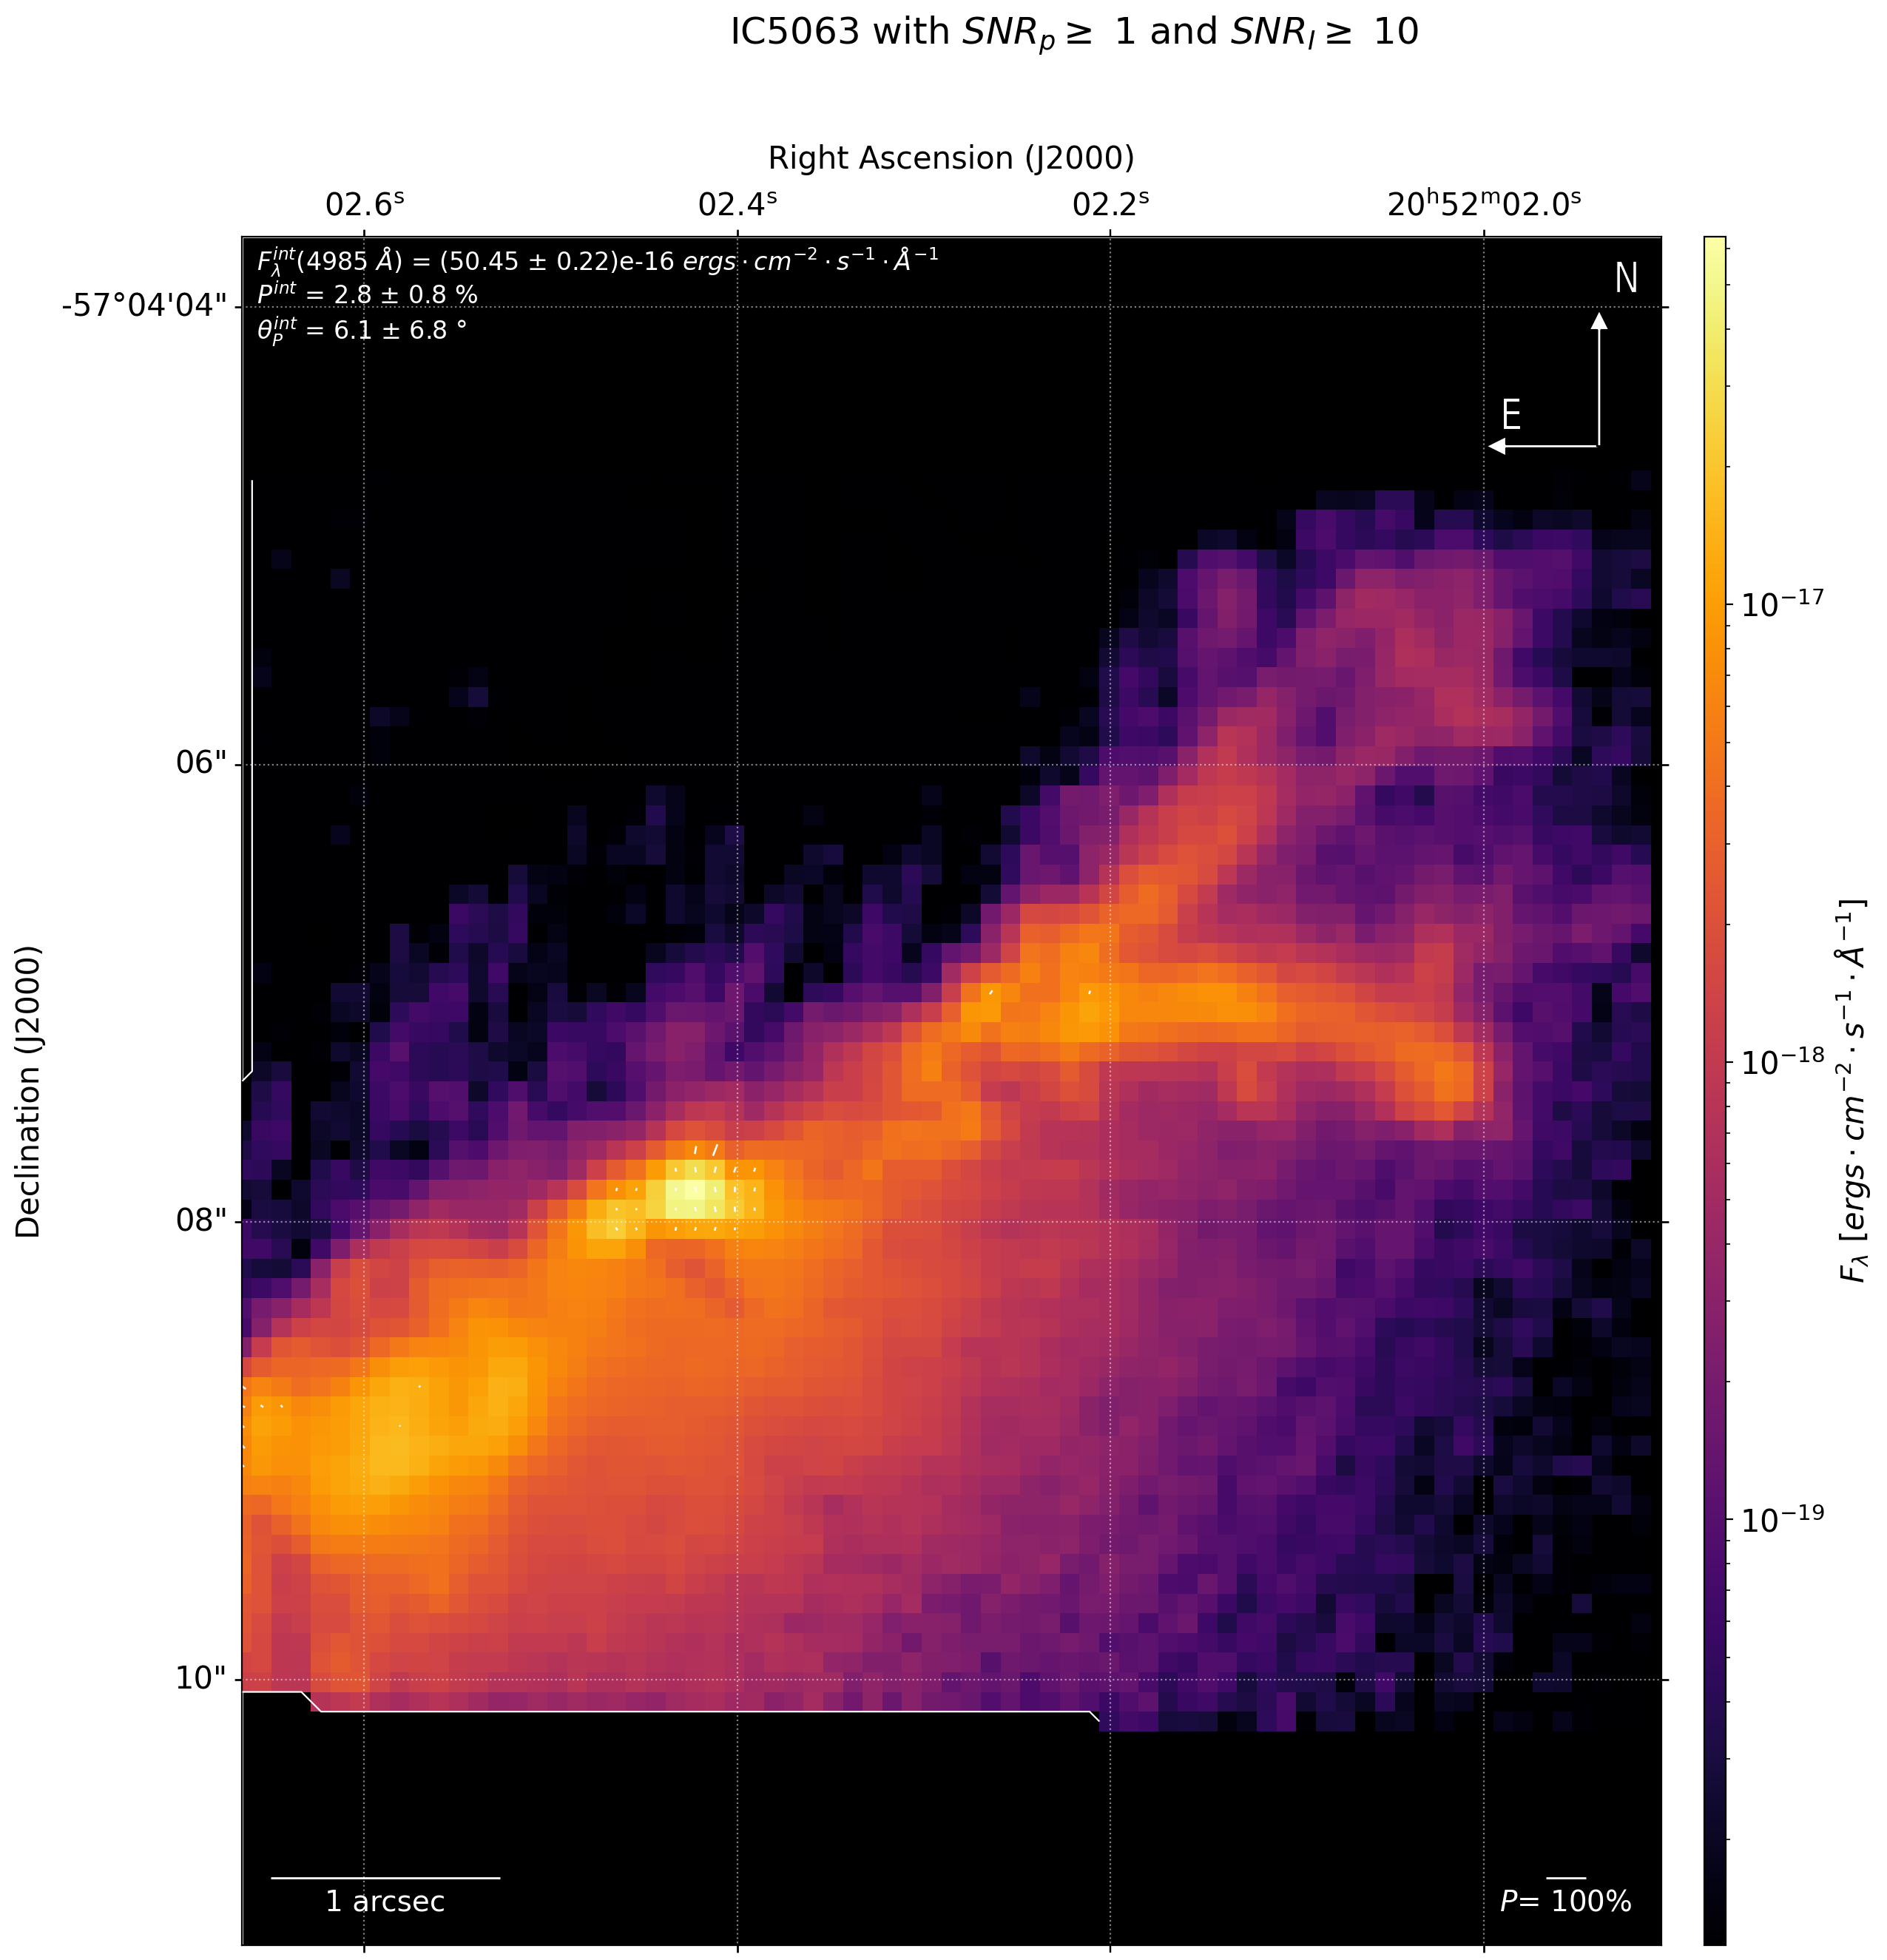 IC5063 with SNR_p ≥ 1 and SNR_I ≥ 10
Right Ascension (J2000)
02.6ˢ 02.4ˢ 02.2ˢ 20ʰ52ᵐ02.0ˢ
F_λ^int(4985 Å) = (50.45 ± 0.22)e-16 ergs · cm⁻² · s⁻¹ · Å⁻¹
P^int = 2.8 ± 0.8 %
θ_P^int = 6.1 ± 6.8 °
N
E
-57°04'04"
06"
08"
10"
Declination (J2000)
1 arcsec
P= 100%
10⁻¹⁷
10⁻¹⁸
10⁻¹⁹
F_λ [ergs · cm⁻² · s⁻¹ · Å⁻¹]